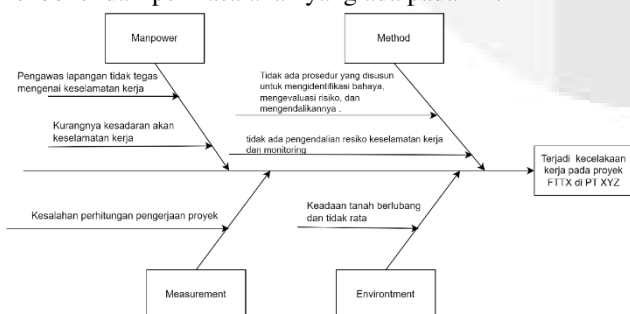 Manpower
Method
Pengawas lapangan tidak tegas
mengenai keselamatan kerja
Kurangnya kesadaran akan
keselamatan kerja
Tidak ada prosedur yang disusun
untuk mengidentifikasi bahaya,
mengevaluasi risiko, dan
mengendalikannya .
tidak ada pengendalian resiko keselamatan kerja
dan monitoring
Terjadi kecelakaan
kerja pada proyek
FTTX di PT XYZ
Kesalahan perhitungan pengerjaan proyek
Keadaan tanah berlubang
dan tidak rata
Measurement
Environtment